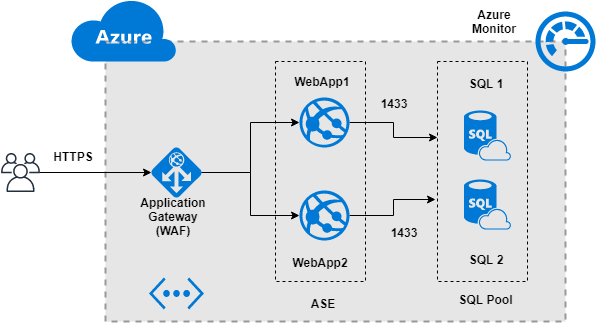 Azure
Azure
Monitor
WebApp1
SQL 1
1433
SQL
HTTPS
Application
Gateway
(WAF)
SQL
1433
WebApp2
SQL 2
ASE
SQL Pool